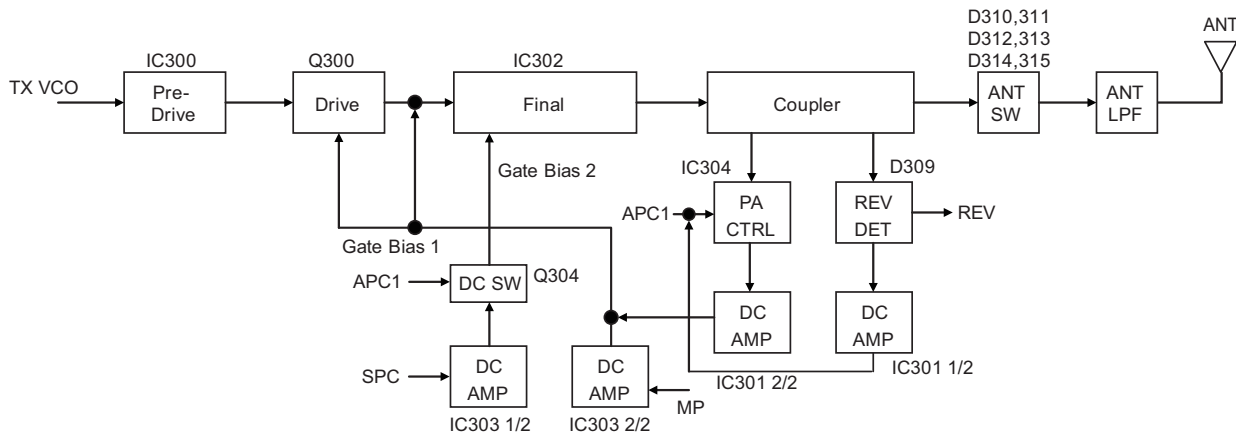 D310,311
D312,313
D314,315
ANT
IC300
Q300
IC302
TX VCO
Pre-
Drive
Drive
Final
Coupler
ANT
SW
ANT
LPF
Gate Bias 2
IC304
D309
APC1
PA
CTRL
REV
DET
REV
Gate Bias 1
APC1
DC SW
Q304
DC
AMP
DC
AMP
SPC
DC
AMP
DC
AMP
MP
IC301 2/2
IC301 1/2
IC303 1/2
IC303 2/2